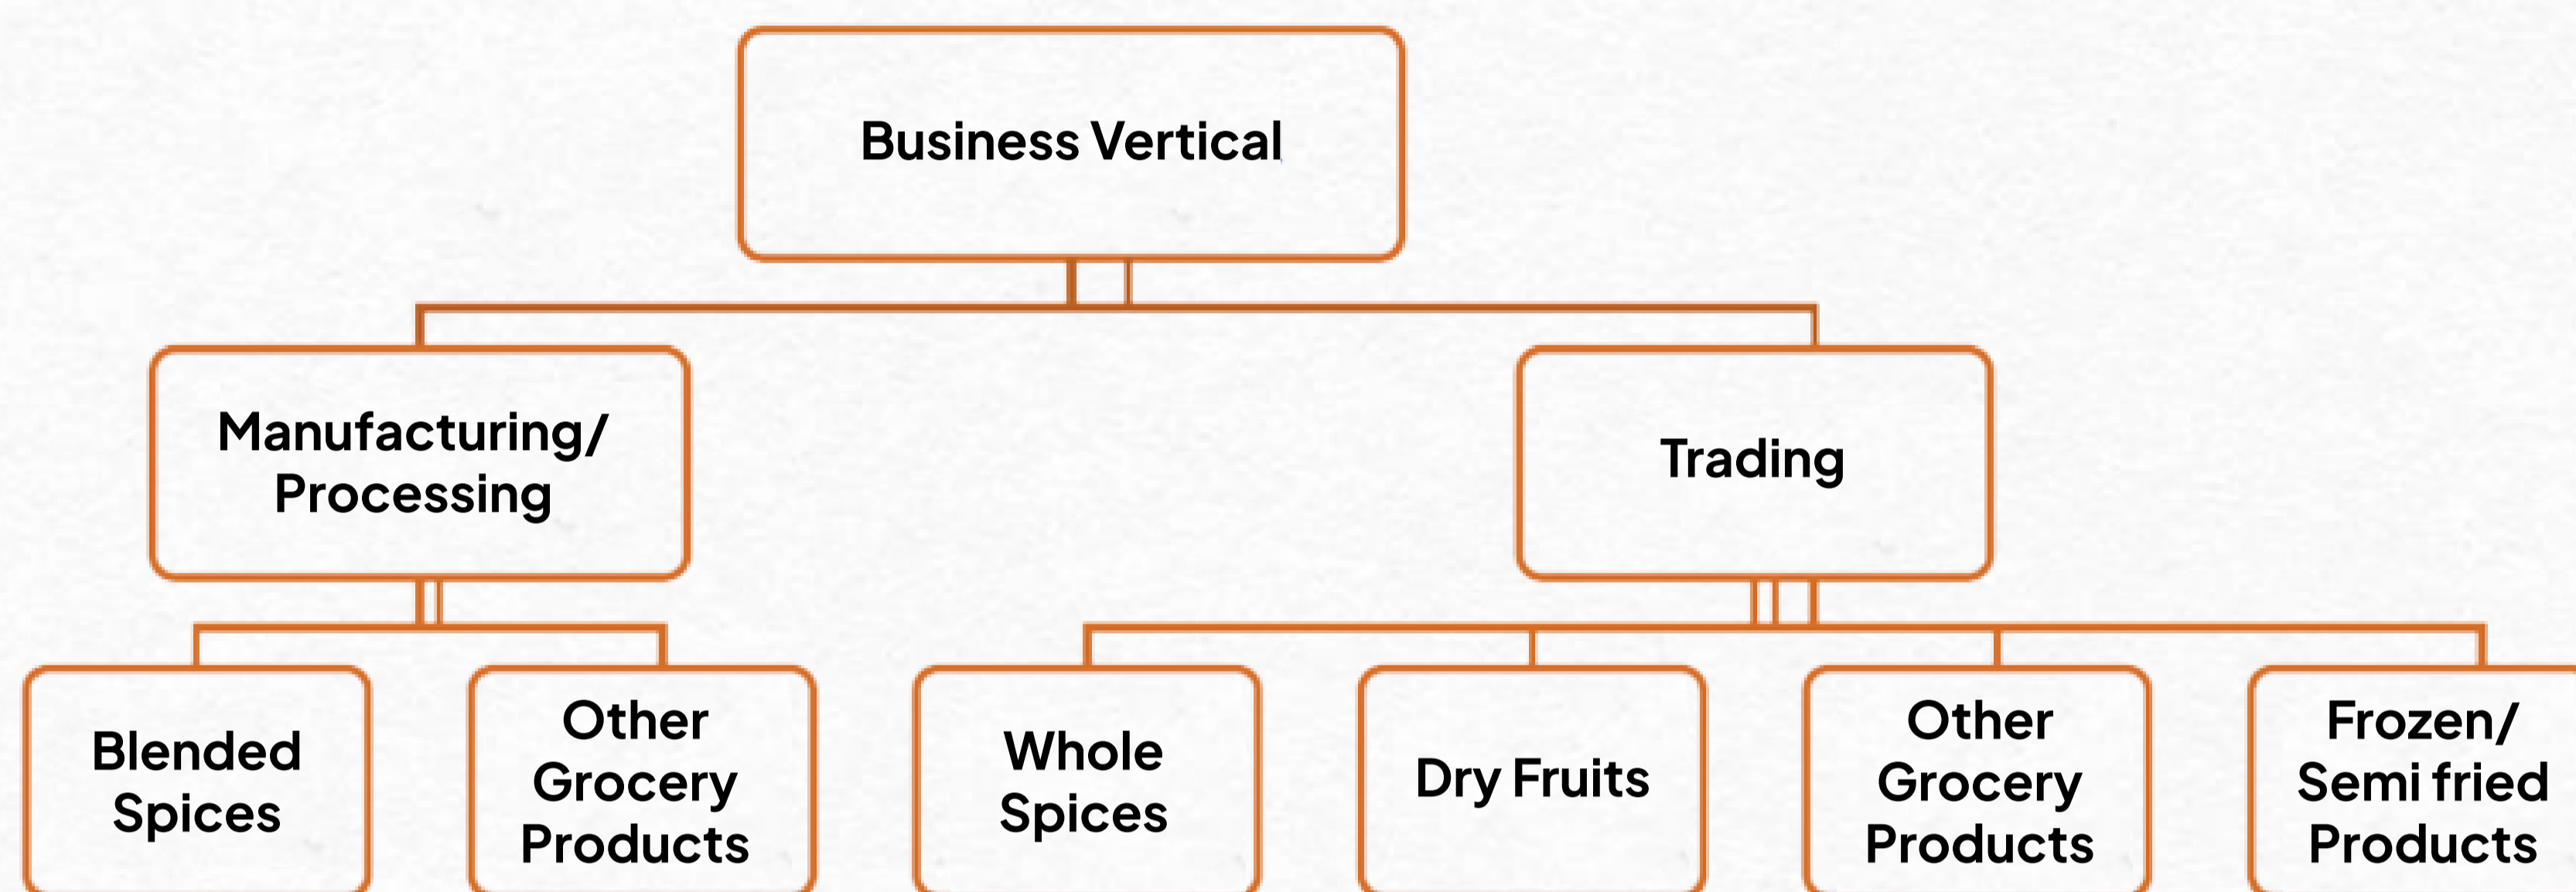 Business Vertical
Manufacturing/
Processing
Trading
Blended
Spices
Other
Grocery
Products
Whole
Spices
Dry Fruits
Other
Grocery
Products
Frozen/
Semi fried
Products